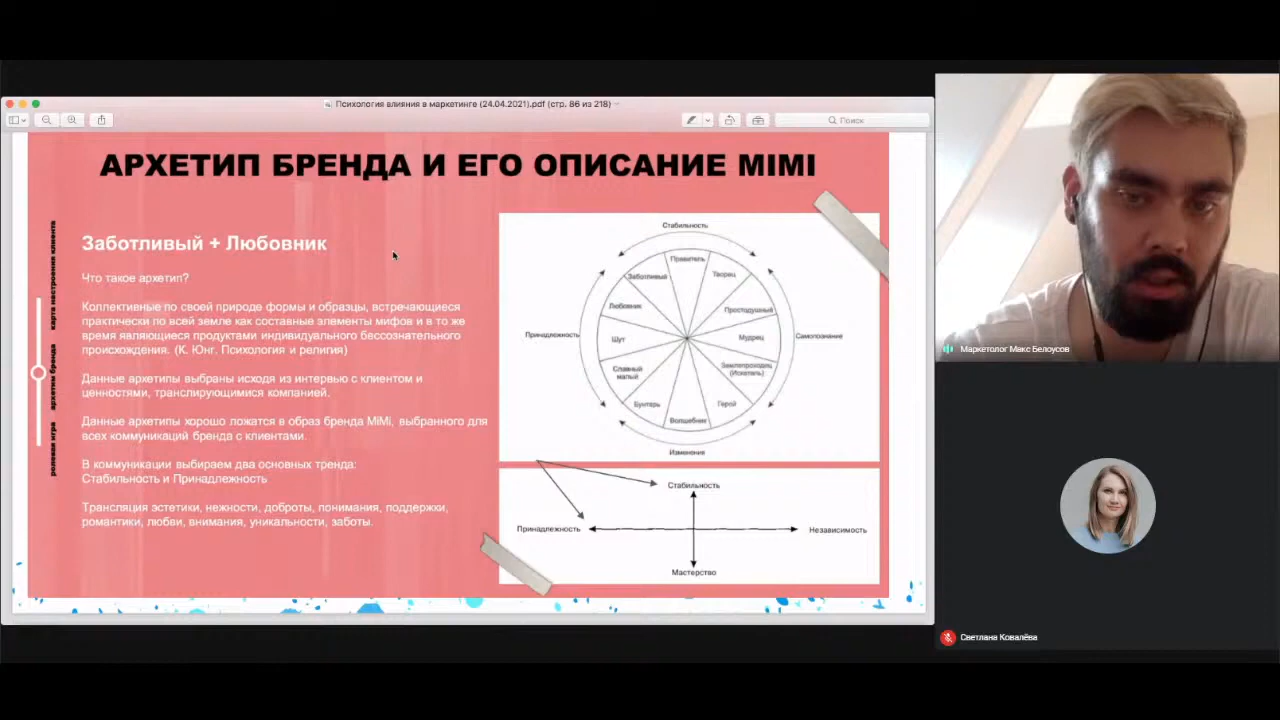 Психология влияния в маркетинге (24.04.2021).pdf (стр. 86 из 218)
Поиск
АРХЕТИП БРЕНДА И ЕГО ОПИСАНИЕ MIMI
карта настроения клиента
архетип бренда
ролевая игра
Заботливый + Любовник
Что такое архетип?
Коллективные по своей природе формы и образцы, встречающиеся
практически по всей земле как составные элементы мифов и в то же
время являющиеся продуктами индивидуального бессознательного
происхождения. (К. Юнг. Психология и религия)
Данные архетипы выбраны исходя из интервью с клиентом и
ценностями, транслирующимися компанией.
Данные архетипы хорошо ложатся в образ бренда MiMi, выбранного для
всех коммуникаций бренда с клиентами.
В коммуникации выбираем два основных тренда:
Стабильность и Принадлежность
Трансляция эстетики, нежности, доброты, понимания, поддержки,
романтики, любви, внимания, уникальности, заботы.
Стабильность
Правитель
Заботливый
Творец
Любовник
Простодушный
Принадлежность
Шут
Мудрец
Самопознание
Славный
малый
Землепроходец
(Искатель)
Бунтарь
Герой
Волшебник
Изменения
Стабильность
Принадлежность
Независимость
Мастерство
Маркетолог Макс Белоусов
Светлана Ковалёва